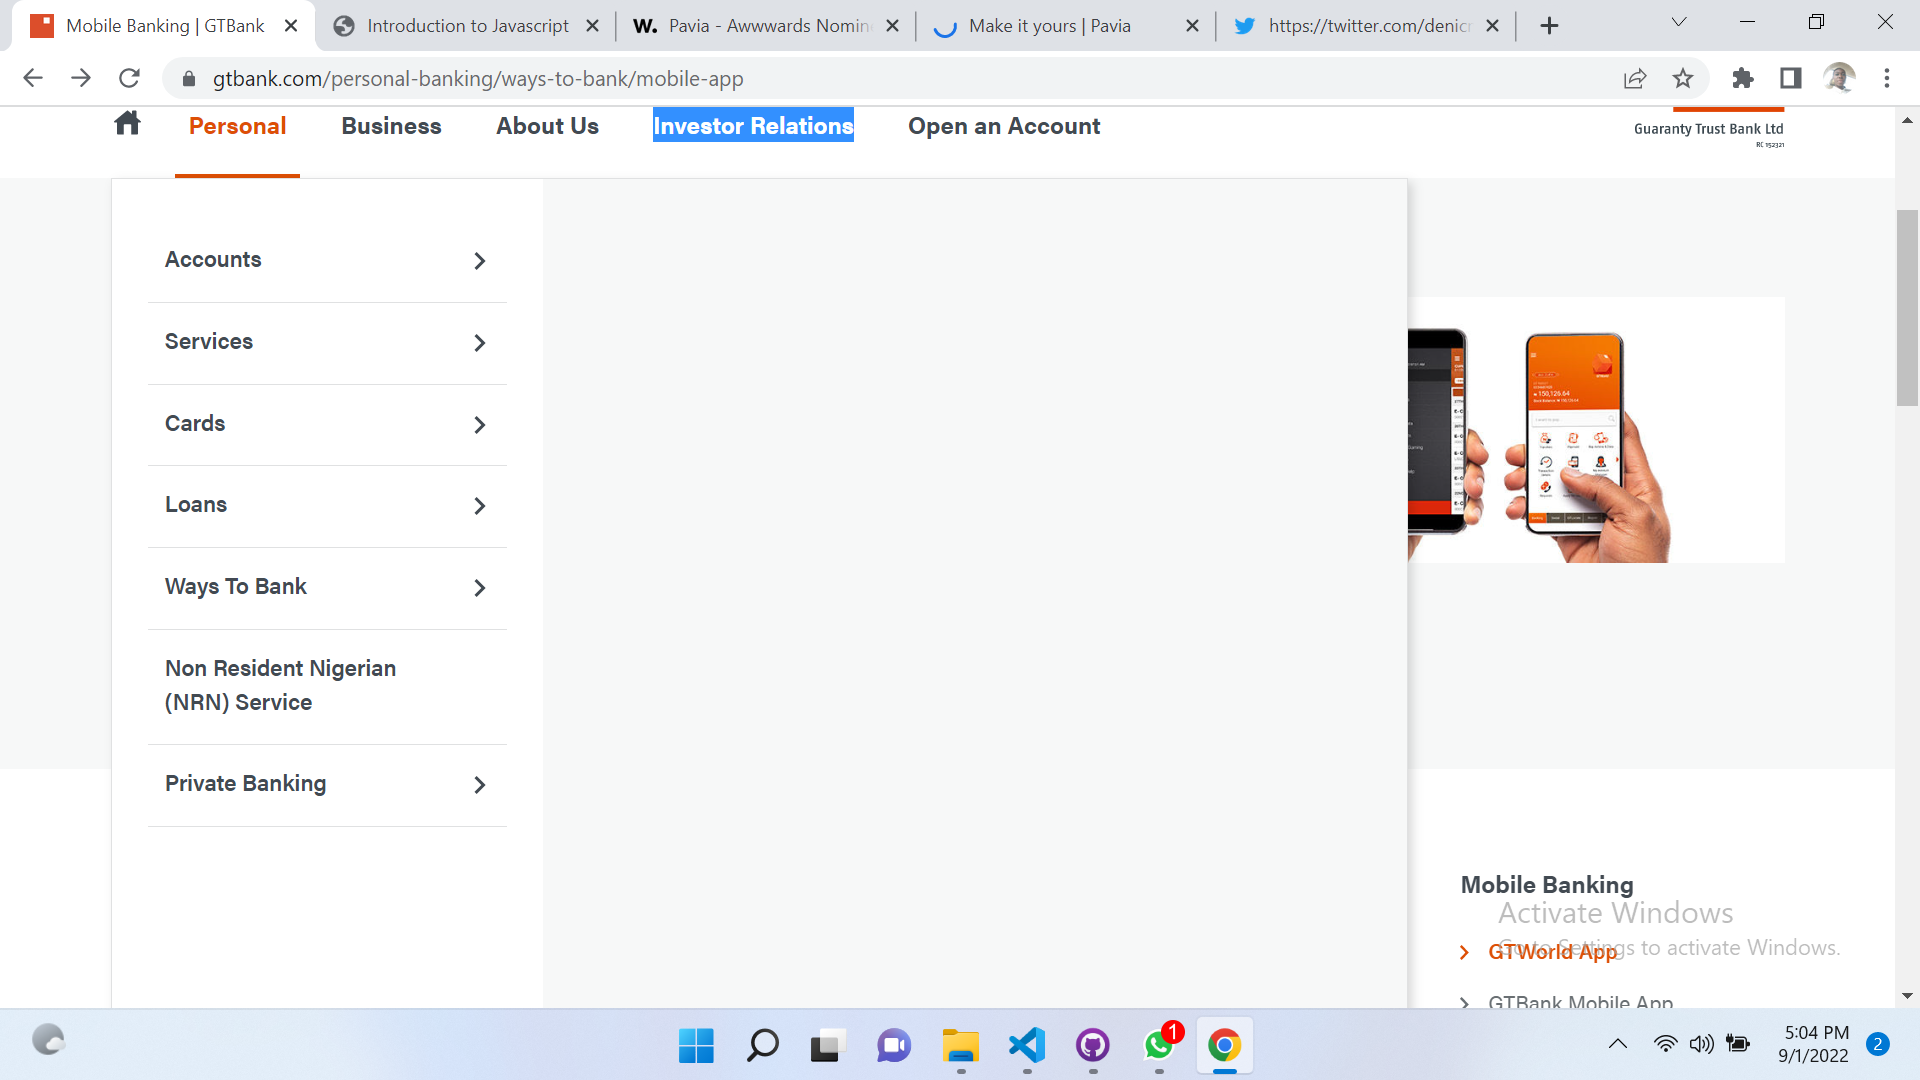 Mobile Banking | GTBank
Introduction to Javascript
W. Pavia - Awwwards Nomin
Make it yours | Pavia
https://twitter.com/denicr
gtbank.com/personal-banking/ways-to-bank/mobile-app
Personal
Business
About Us
Investor Relations
Open an Account
Guaranty Trust Bank Ltd
RC 152321
Accounts
Services
Cards
Loans
Ways To Bank
Non Resident Nigerian
(NRN) Service
Private Banking
150,126.64
Mobile Banking
Activate Windows
Go to Settings to activate Windows.
GTWorld App
GTBank Mobile App
1
5:04 PM
9/1/2022
2